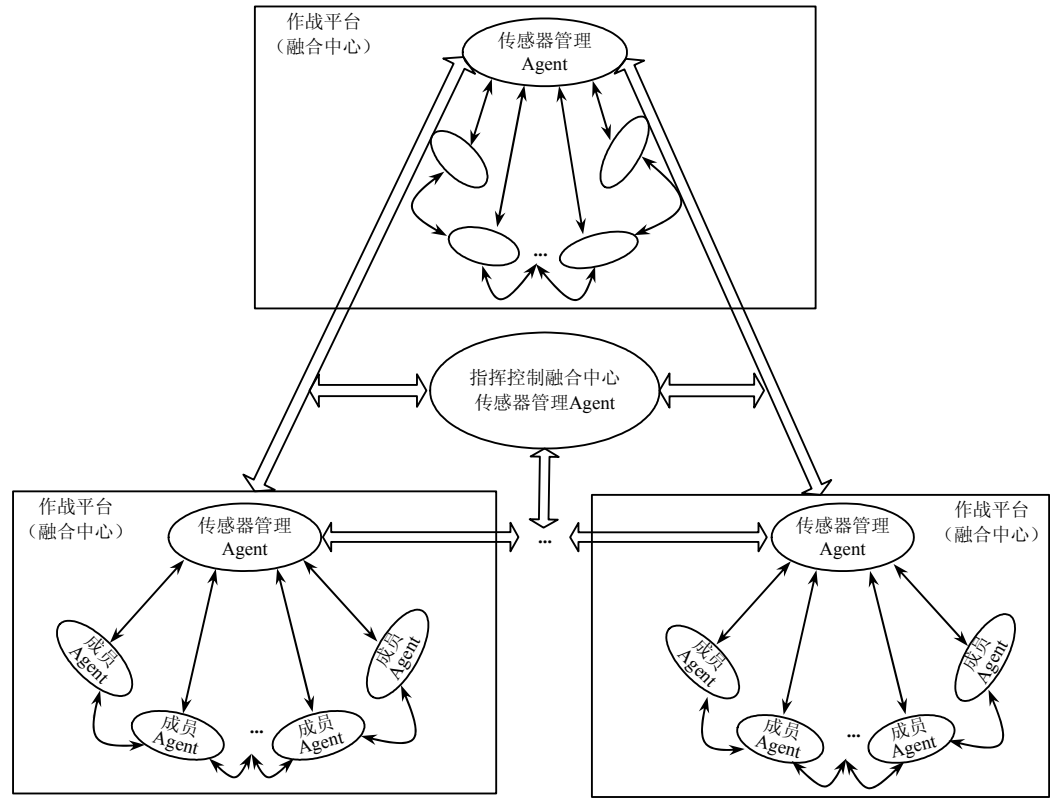 作战平台
（融合中心）
传感器管理
Agent
...
指挥控制融合中心
传感器管理Agent
作战平台
（融合中心）
传感器管理
Agent
...
作战平台
（融合中心）
传感器管理
Agent
成员
Agent
成员
Agent
成员
Agent
...
成员
Agent
成员
Agent
成员
Agent
成员
Agent
...
成员
Agent